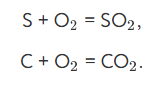 S + O₂ = SO₂,
C + O₂ = CO₂.